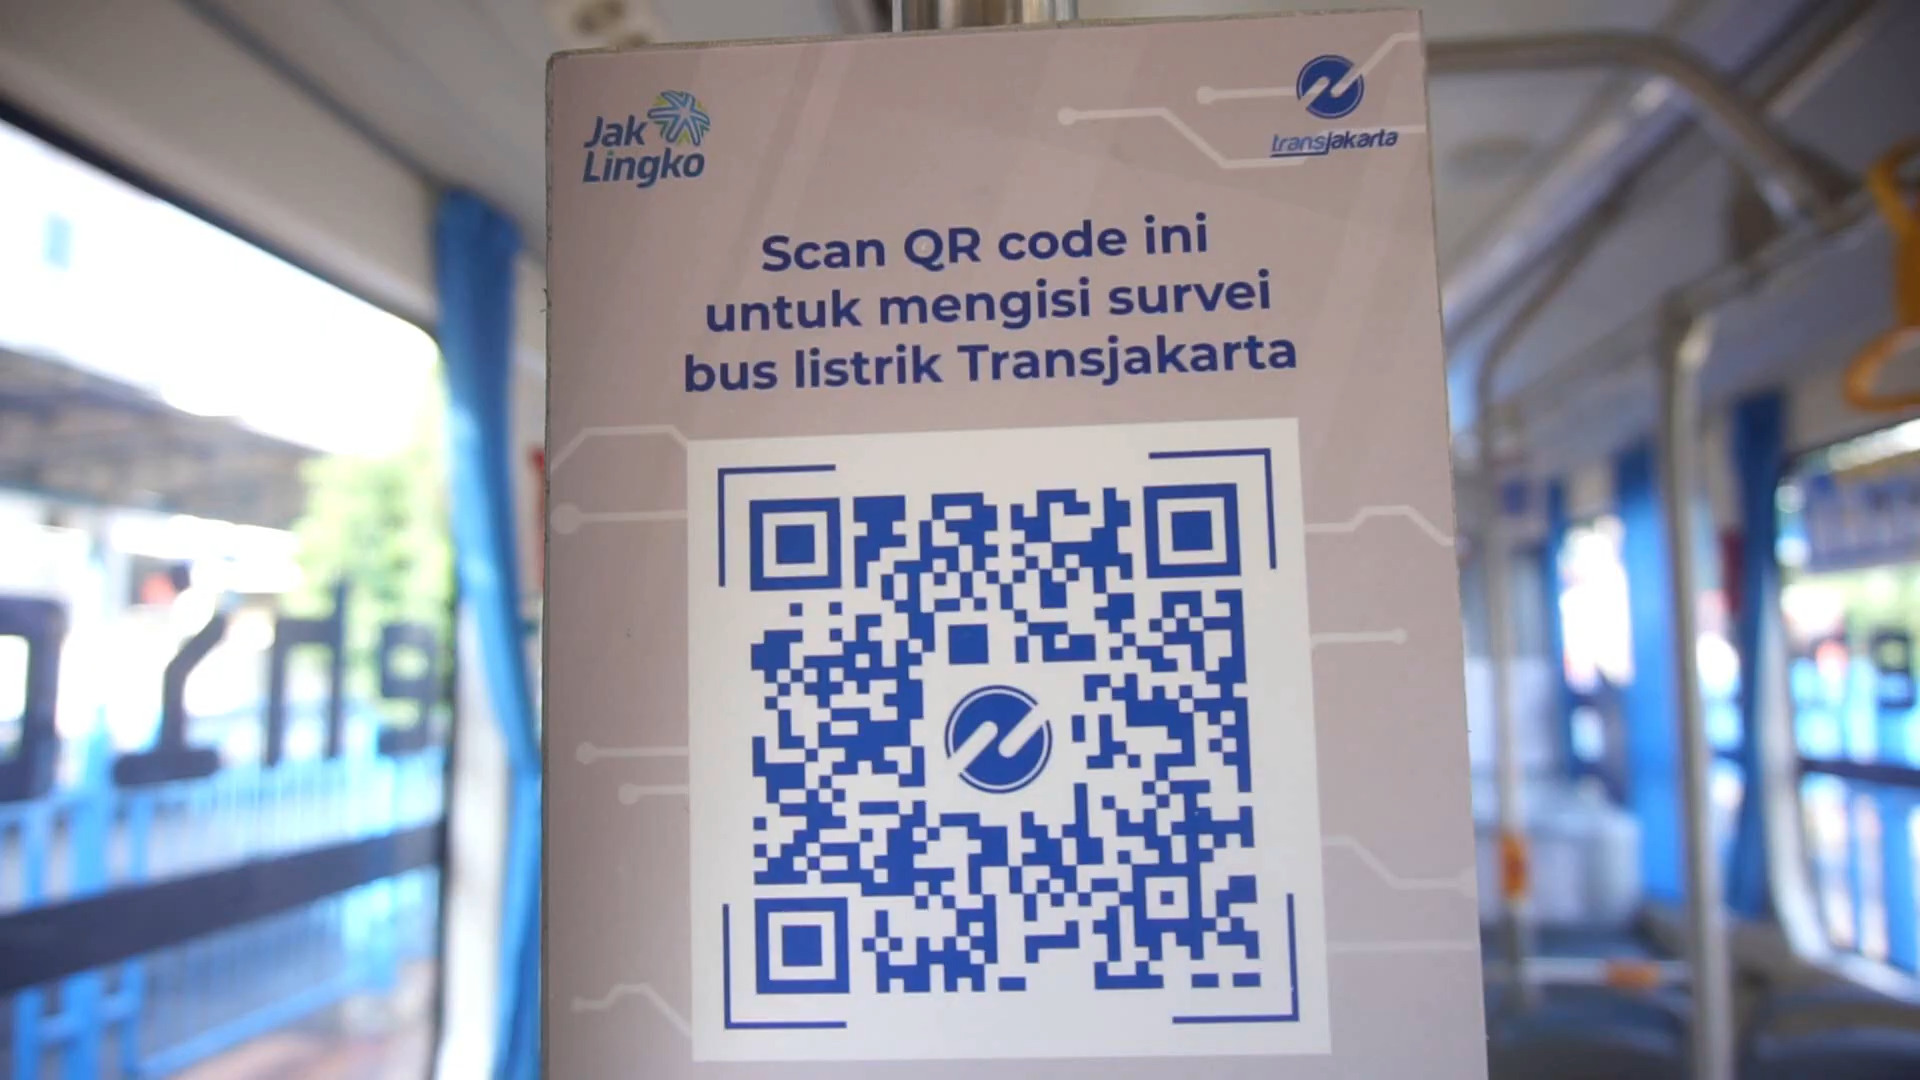 Jak
Lingko
transjakarta
Scan QR code ini
untuk mengisi survei
bus listrik Transjakarta